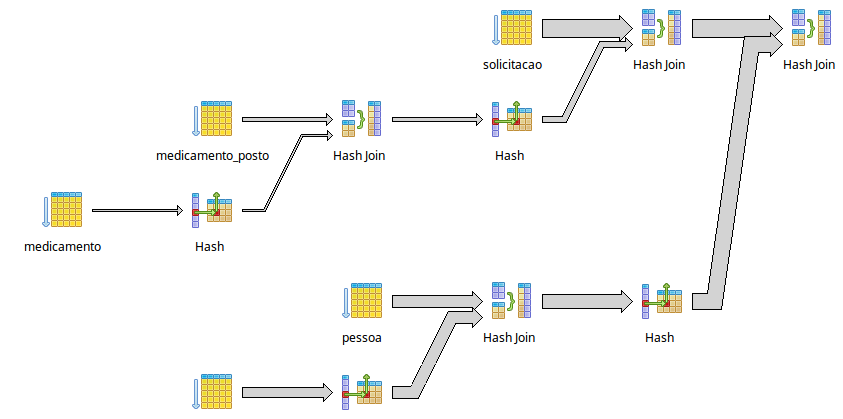 solicitacao
Hash Join
Hash Join
medicamento_posto
Hash Join
Hash
medicamento
Hash
pessoa
Hash Join
Hash